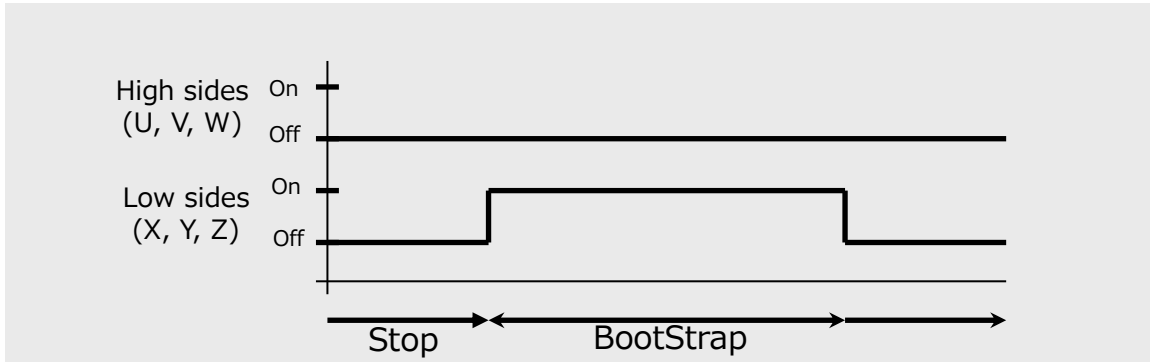 High sides
(U, V, W)
On
Off
Low sides
(X, Y, Z)
On
Off
Stop
BootStrap